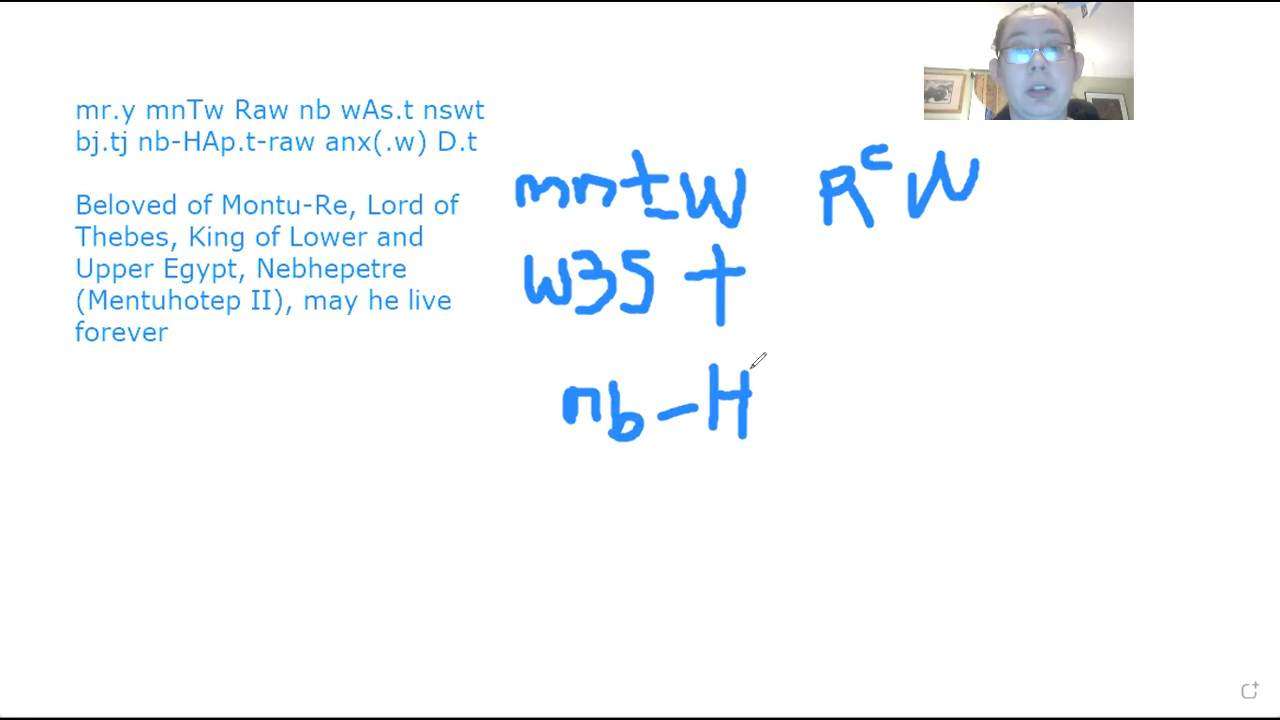 mr.y mnTw Raw nb wAs.t nswt
bj.tj nb-HAp.t-raw anx(.w) D.t
Beloved of Montu-Re, Lord of
Thebes, King of Lower and
Upper Egypt, Nebhepetre
(Mentuhotep II), may he live
forever
mnṯw RꜤw
wꜣs t
nb-H